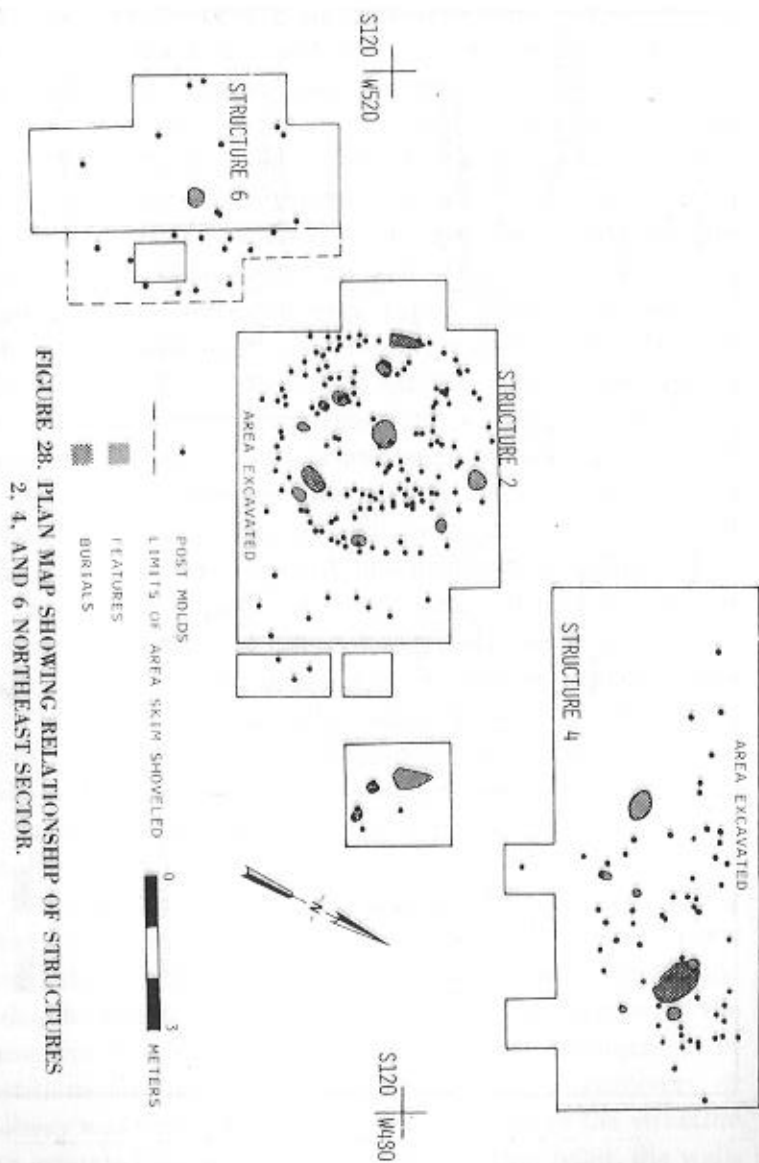 S120
W520
STRUCTURE 6
STRUCTURE 2
AREA EXCAVATED
STRUCTURE 4
AREA EXCAVATED
S120
W480
N
POST MOLDS
LIMITS OF AREA SKIM SHOVELED
FEATURES
BURIALS
0
3
METERS
FIGURE 28. PLAN MAP SHOWING RELATIONSHIP OF STRUCTURES
2, 4, AND 6 NORTHEAST SECTOR.